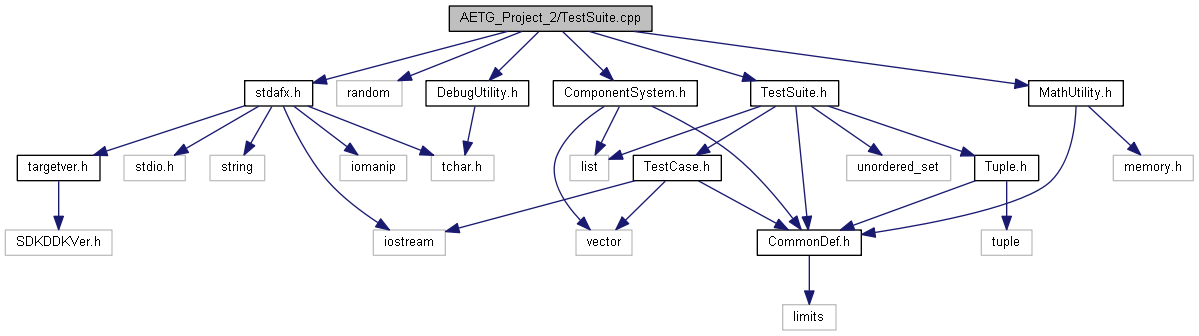 AETG_Project_2/TestSuite.cpp
stdafx.h
random
DebugUtility.h
ComponentSystem.h
TestSuite.h
MathUtility.h
targetver.h
stdio.h
string
iomanip
tchar.h
list
TestCase.h
unordered_set
Tuple.h
memory.h
SDKDDKVer.h
iostream
vector
CommonDef.h
tuple
limits